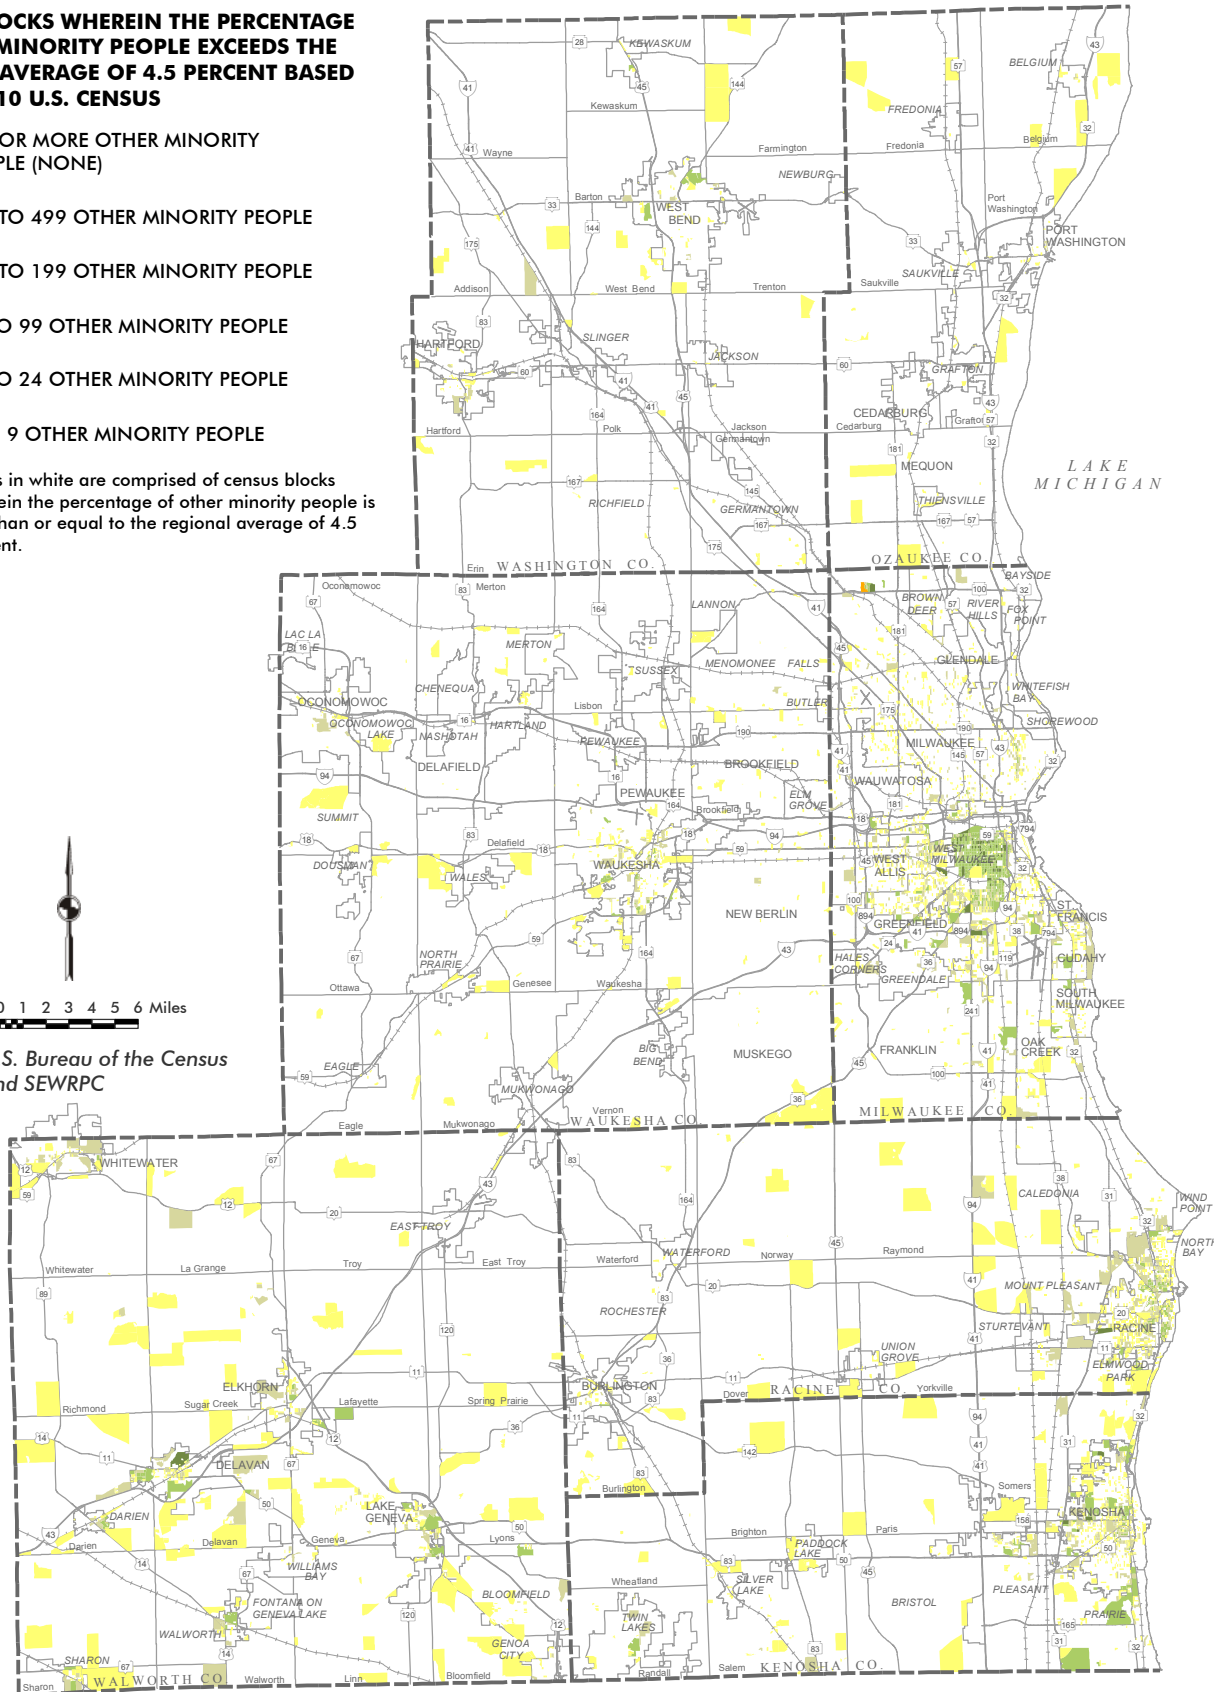 OCKS WHEREIN THE PERCENTAGE
MINORITY PEOPLE EXCEEDS THE
AVERAGE OF 4.5 PERCENT BASED
10 U.S. CENSUS
OR MORE OTHER MINORITY
PLE (NONE)
TO 499 OTHER MINORITY PEOPLE
TO 199 OTHER MINORITY PEOPLE
O 99 OTHER MINORITY PEOPLE
O 24 OTHER MINORITY PEOPLE
9 OTHER MINORITY PEOPLE
s in white are comprised of census blocks
ein the percentage of other minority people is
than or equal to the regional average of 4.5
ent.
0 1 2 3 4 5 6 Miles
.S. Bureau of the Census
nd SEWRPC
KEWASKUM
Kewaskum
Wayne
BELGIUM
FREDONIA
Belgium
Farmington
Fredonia
NEWBURG
Barton
WEST
BEND
Port
Washington
PORT
WASHINGTON
SAUKVILLE
Addison
West Bend
Trenton
Saukville
HARTFORD
SLINGER
JACKSON
GRAFTON
CEDARBURG
Cedarburg
Grafton
Hartford
Polk
Jackson
Germantown
MEQUON
LAKE
MICHIGAN
RICHFIELD
GERMANTOWN
THIENSVILLE
Erin
WASHINGTON CO.
OZAUKEE CO.
Oconomowoc
Merton
LANNON
BAYSIDE
BROWN
DEER
RIVER
HILLS
FOX
POINT
1
LAC LA
MERTON
SUSSEX
MENOMONEE FALLS
GLENDALE
CHENEQUA
OCONOMOWOC
OCONOMOWOC
LAKE
NASHOTAH
HARTLAND
Lisbon
BUTLER
WHITEFISH
BAY
SHOREWOOD
PEWAUKEE
MILWAUKEE
DELAFIELD
BROOKFIELD
PEWAUKEE
Brookfield
ELM
GROVE
WAUWATOSA
SUMMIT
Delafield
DOUSMAN
WALES
WAUKESHA
WEST
ALLIS
WEST
MILWAUKEE
NEW BERLIN
GREENFIELD
ST.
FRANCIS
NORTH
PRAIRIE
HALES
CORNERS
GREENDALE
CUDAHY
Ottawa
Genesee
Waukesha
SOUTH
MILWAUKEE
EAGLE
BIG
BEND
MUSKEGO
FRANKLIN
OAK
CREEK
MUKWONAGO
Eagle
Mukwonago
Vernon
WAUKESHA CO.
MILWAUKEE CO.
WHITEWATER
CALEDONIA
WIND
POINT
NORTH
BAY
EAST TROY
WATERFORD
Whitewater
La Grange
Troy
East Troy
Waterford
Norway
Raymond
ROCHESTER
MOUNT PLEASANT
STURTEVANT
RACINE
UNION
GROVE
ELMWOOD
PARK
ELKHORN
BURLINGTON
Richmond
Sugar Creek
Lafayette
Spring Prairie
Dover
RACINE CO.
Yorkville
DELAVAN
LAKE
GENEVA
Burlington
Somers
KENOSHA
DARIEN
Darien
Delavan
Geneva
Lyons
Brighton
Paris
WILLIAMS
BAY
PADDOCK
LAKE
SILVER
LAKE
Wheatland
PLEASANT
PRAIRIE
FONTANA ON
GENEVA LAKE
BLOOMFIELD
BRISTOL
TWIN
LAKES
WALWORTH
GENOA
CITY
SHARON
Sharon
WALWORTH CO.
Walworth
Linn
Bloomfield
Randall
Salem
KENOSHA CO.